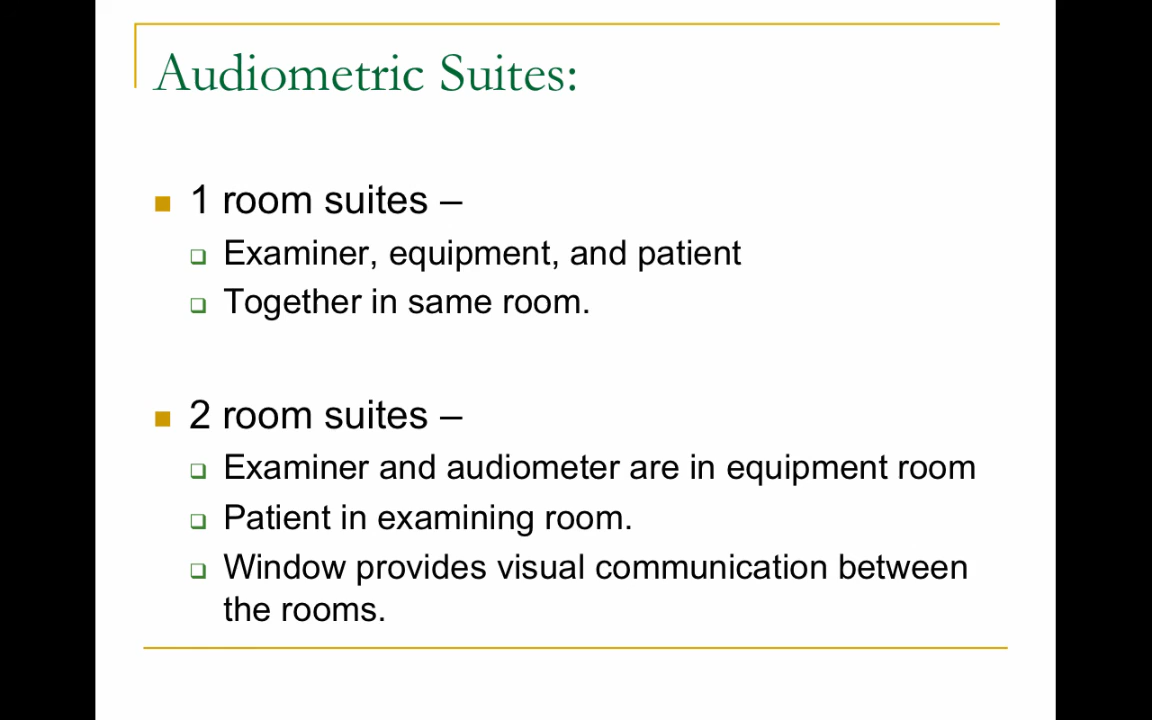 Audiometric Suites:
1 room suites –
Examiner, equipment, and patient
Together in same room.
2 room suites –
Examiner and audiometer are in equipment room
Patient in examining room.
Window provides visual communication between
the rooms.